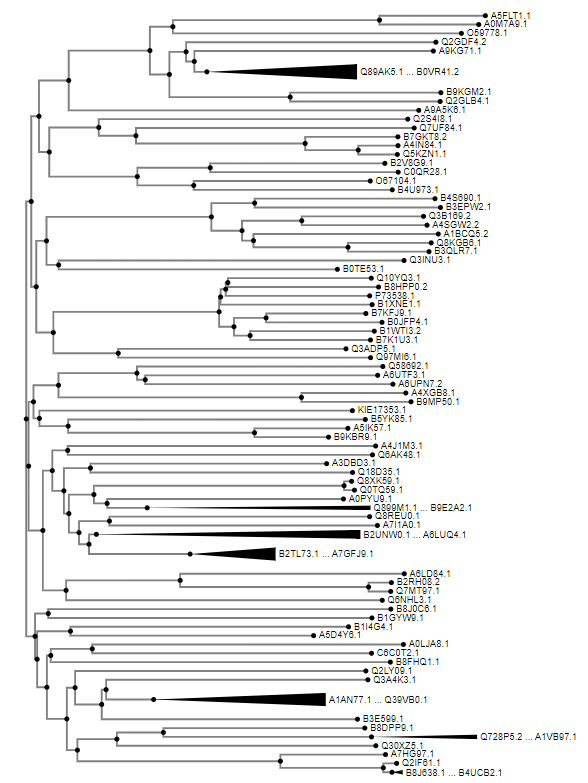 A5FLT1.1
A0M7A9.1
O59778.1
Q2GDF4.2
A9KG71.1
Q89AK5.1 ... B0VR41.2
B9KGM2.1
Q2GLB4.1
A9A5K6.1
Q2S4I8.1
Q7UF84.1
B7GKT8.2
A4IN84.1
Q5KZN1.1
B2V8G9.1
C0QR28.1
O67104.1
B4U973.1
B4S690.1
B3EPW2.1
Q3B169.2
A4SGW2.2
A1BCQ5.2
Q8KGB6.1
B3QLR7.1
Q3INU3.1
B0TE53.1
Q10YQ3.1
B8HPP0.2
P73538.1
B1XNE1.1
B7KFJ9.1
B0JFP4.1
B1WTI3.2
B7K1U3.1
Q3ADP5.1
Q97MI6.1
Q58692.1
A6UTF3.1
A6UPN7.2
A4XGB8.1
B9MP50.1
KIE17353.1
B5YK85.1
A5IK57.1
B9KBR9.1
A4J1M3.1
Q6AK48.1
A3DBD3.1
Q18D35.1
Q8XK59.1
Q0TQ59.1
A0PYU9.1
Q899M1.1 ... B9E2A2.1
Q8REU0.1
A7I1A0.1
B2UNW0.1 ... A6LUQ4.1
B2TL73.1 ... A7GFJ9.1
A6LD84.1
B2RH08.2
Q7MT97.1
Q6NHL3.1
B8J0C6.1
B1GYW9.1
B1I4G4.1
A5D4Y6.1
A0LJA8.1
C6C0T2.1
B8FHQ1.1
Q2LY09.1
Q3A4K3.1
A1AN77.1 ... Q39VB0.1
B3E599.1
B8DPP9.1
Q728P5.2 ... A1VB97.1
Q30XZ5.1
A7HG97.1
Q2IF61.1
B8J638.1 ... B4UCB2.1